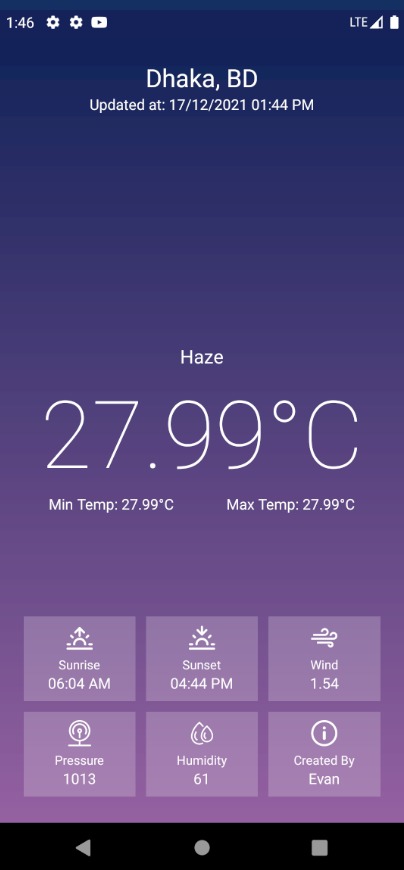 1:46
LTE
Dhaka, BD
Updated at: 17/12/2021 01:44 PM
Haze
27.99°C
Min Temp: 27.99°C
Max Temp: 27.99°C
Sunrise
06:04 AM
Sunset
04:44 PM
Wind
1.54
Pressure
1013
Humidity
61
Created By
Evan